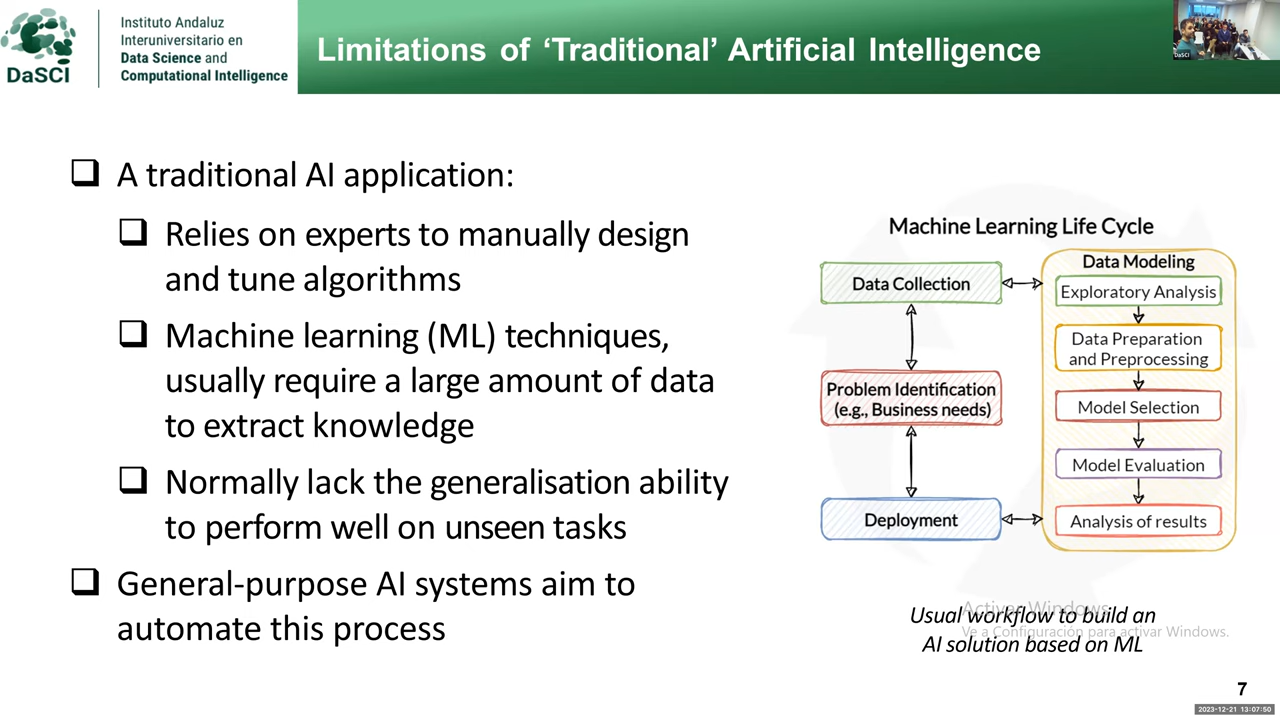 DaSCI
Instituto Andaluz
Interuniversitario en
Data Science and
Computational Intelligence
Limitations of ‘Traditional’ Artificial Intelligence
DaSCI
A traditional AI application:
Relies on experts to manually design
and tune algorithms
Machine learning (ML) techniques,
usually require a large amount of data
to extract knowledge
Normally lack the generalisation ability
to perform well on unseen tasks
General-purpose AI systems aim to
automate this process
Machine Learning Life Cycle
Data Collection
Problem Identification
(e.g., Business needs)
Deployment
Data Modeling
Exploratory Analysis
Data Preparation
and Preprocessing
Model Selection
Model Evaluation
Analysis of results
Usual workflow to build an
AI solution based on ML
Activar Windows
Ve a Configuración para activar Windows.
7
2023-12-21 13:07:50